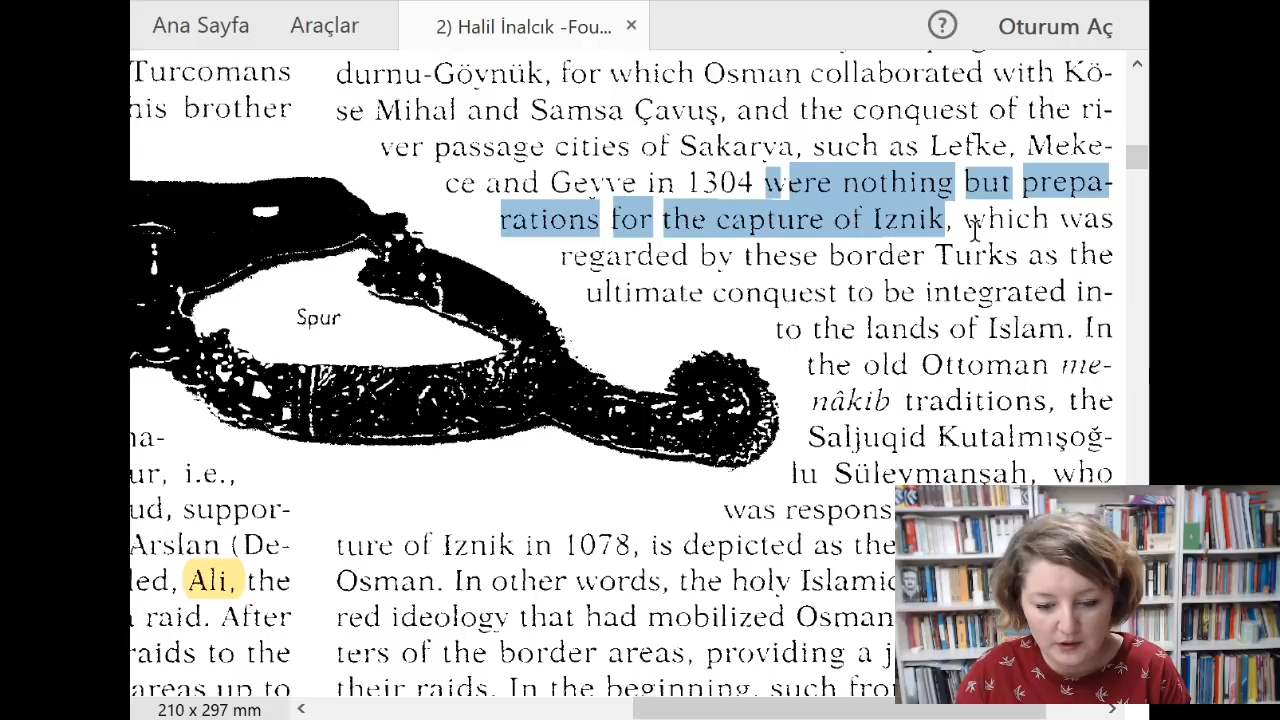 Ana Sayfa Araçlar 2) Halil İnalcık -Fou... × ? Oturum Aç
Turcomans
his brother
durnu-Göynük, for which Osman collaborated with Kö-
se Mihal and Samsa Çavuş, and the conquest of the ri-
ver passage cities of Sakarya, such as Lefke, Meke-
ce and Geyve in 1304 were nothing but prepa-
rations for the capture of Iznik, which was
regarded by these border Turks as the
ultimate conquest to be integrated in-
to the lands of Islam. In
the old Ottoman me-
nâkib traditions, the
Saljuqid Kutalmışoğ-
lu Süleymanşah, who
was respons
ture of Iznik in 1078, is depicted as the
Osman. In other words, the holy Islamic
red ideology that had mobilized Osman
ters of the border areas, providing a j
their raids. In the beginning, such fro
Spur
na-
ur, i.e.,
ud, suppor-
Arslan (De-
led, Ali, the
raid. After
raids to the
areas up to
210 x 297 mm